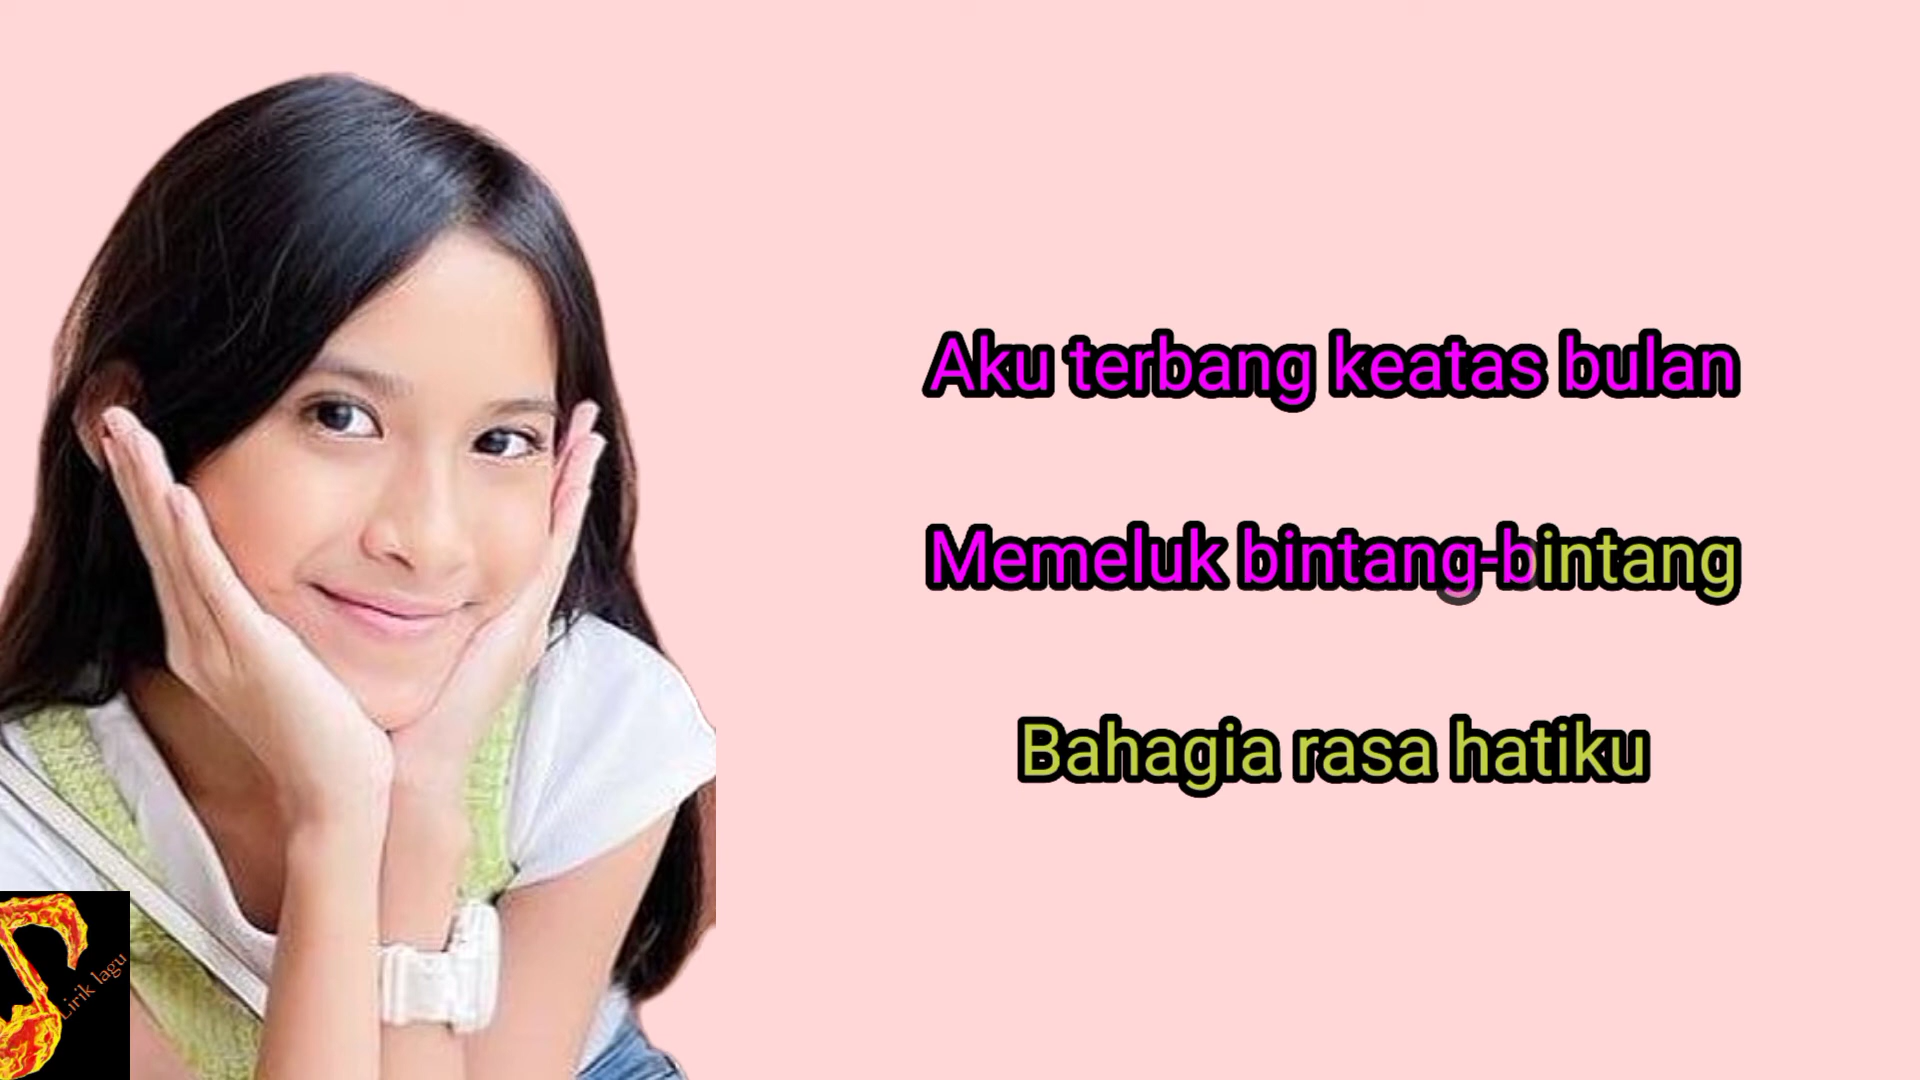 Aku terbang keatas bulan
Memeluk bintang-bintang
Bahagia rasa hatiku
Lirik lagu